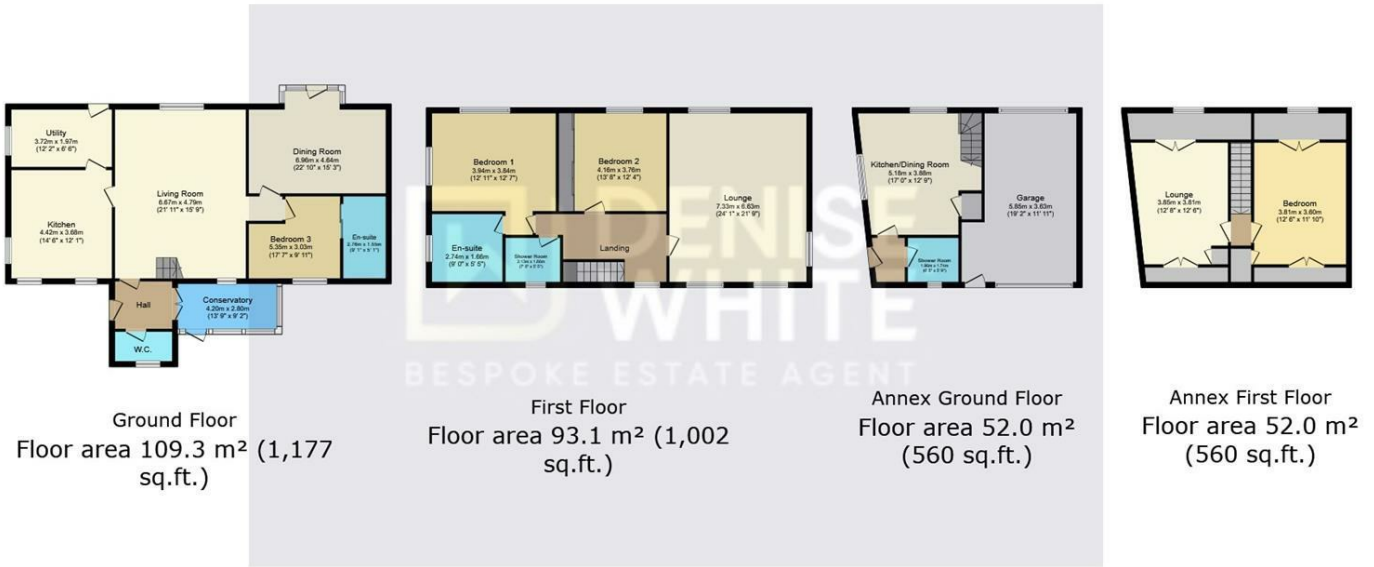 Utility
3.72m x 1.97m
(12' 2" x 6' 6")
Kitchen
4.42m x 3.68m
(14' 6" x 12' 1")
Living Room
6.67m x 4.79m
(21' 11" x 15' 9")
Dining Room
6.96m x 4.64m
(22' 10" x 15' 3")
Bedroom 3
5.35m x 3.03m
(17' 7" x 9' 11")
En-suite
Hall
Conservatory
4.20m x 2.80m
(13' 9" x 9' 2")
W.C.
Ground Floor
Floor area 109.3 m² (1,177
sq.ft.)
Bedroom 1
3.94m x 3.84m
(12' 11" x 12' 7")
Bedroom 2
4.16m x 3.76m
(13' 8" x 12' 4")
Lounge
7.33m x 6.63m
(24' 1" x 21' 9")
En-suite
2.74m x 1.66m
(9' 0" x 5' 5")
Shower Room
Landing
First Floor
Floor area 93.1 m² (1,002
sq.ft.)
Kitchen/Dining Room
5.18m x 3.88m
(17' 0" x 12' 9")
Garage
5.85m x 3.63m
(19' 2" x 11' 11")
Shower Room
Annex Ground Floor
Floor area 52.0 m²
(560 sq.ft.)
Lounge
3.85m x 3.81m
(12' 8" x 12' 6")
Bedroom
3.81m x 3.60m
(12' 6" x 11' 10")
Annex First Floor
Floor area 52.0 m²
(560 sq.ft.)
DENISE
WHITE
BESPOKE ESTATE AGENT